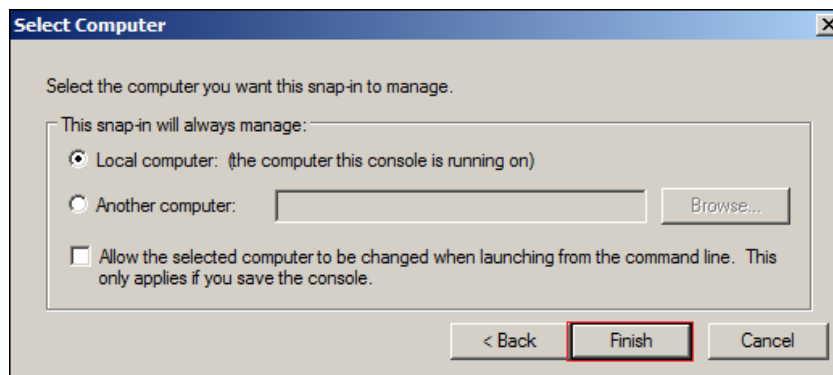 Select Computer
Select the computer you want this snap-in to manage.
This snap-in will always manage:
Local computer: (the computer this console is running on)
Another computer:
Browse...
Allow the selected computer to be changed when launching from the command line. This
only applies if you save the console.
< Back
Finish
Cancel